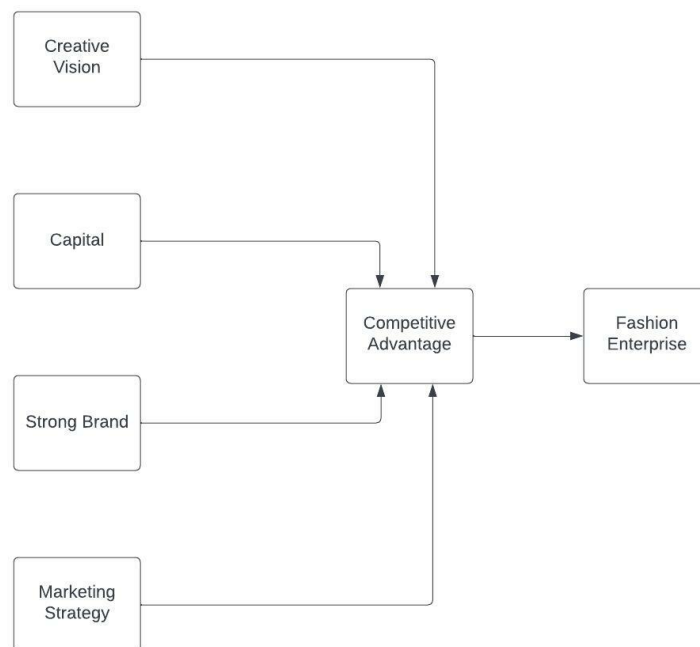 Creative
Vision
Capital
Competitive
Advantage
Fashion
Enterprise
Strong Brand
Marketing
Strategy